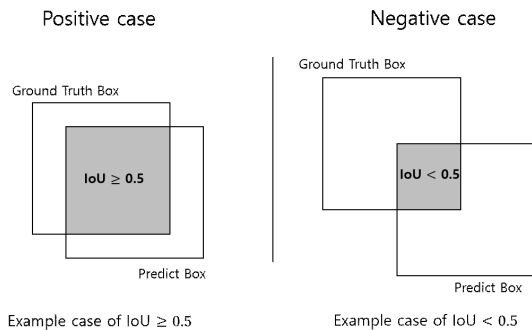 Positive case
Ground Truth Box
IoU ≥ 0.5
Predict Box
Example case of IoU ≥ 0.5
Negative case
Ground Truth Box
IoU < 0.5
Predict Box
Example case of IoU < 0.5